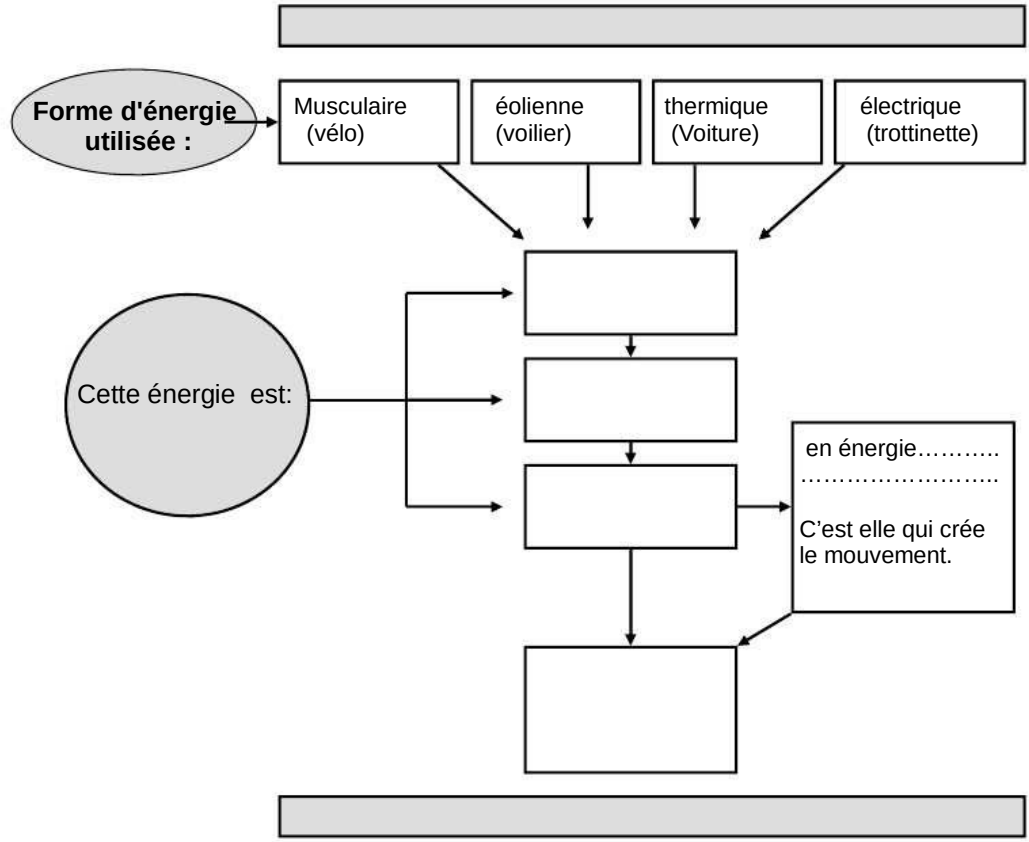 Forme d'énergie
utilisée :
Musculaire
(vélo)
éolienne
(voilier)
thermique
(Voiture)
électrique
(trottinette)
Cette énergie est:
en énergie………..
……………………..
C’est elle qui crée
le mouvement.